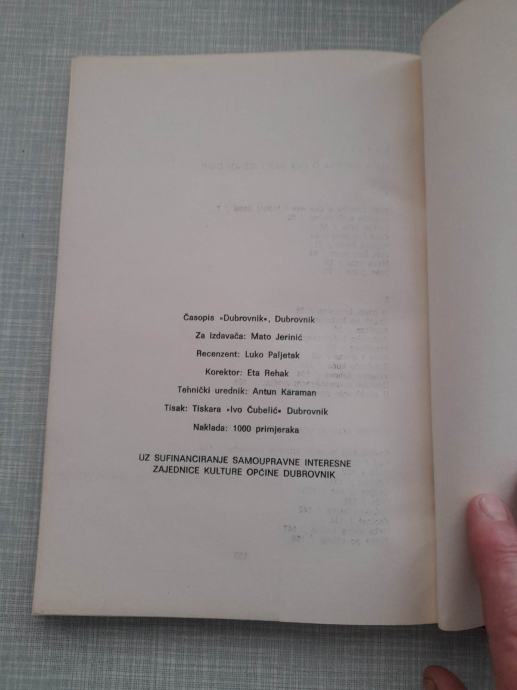 Časopis »Dubrovnik«, Dubrovnik
Za izdavača: Mato Jerinić
Recenzent: Luko Paljetak
Korektor: Eta Rehak
Tehnički urednik: Antun Karaman
Tisak: Tiskara »Ivo Čubelić« Dubrovnik
Naklada: 1000 primjeraka
UZ SUFINANCIRANJE SAMOUPRAVNE INTERESNE
ZAJEDNICE KULTURE OPĆINE DUBROVNIK